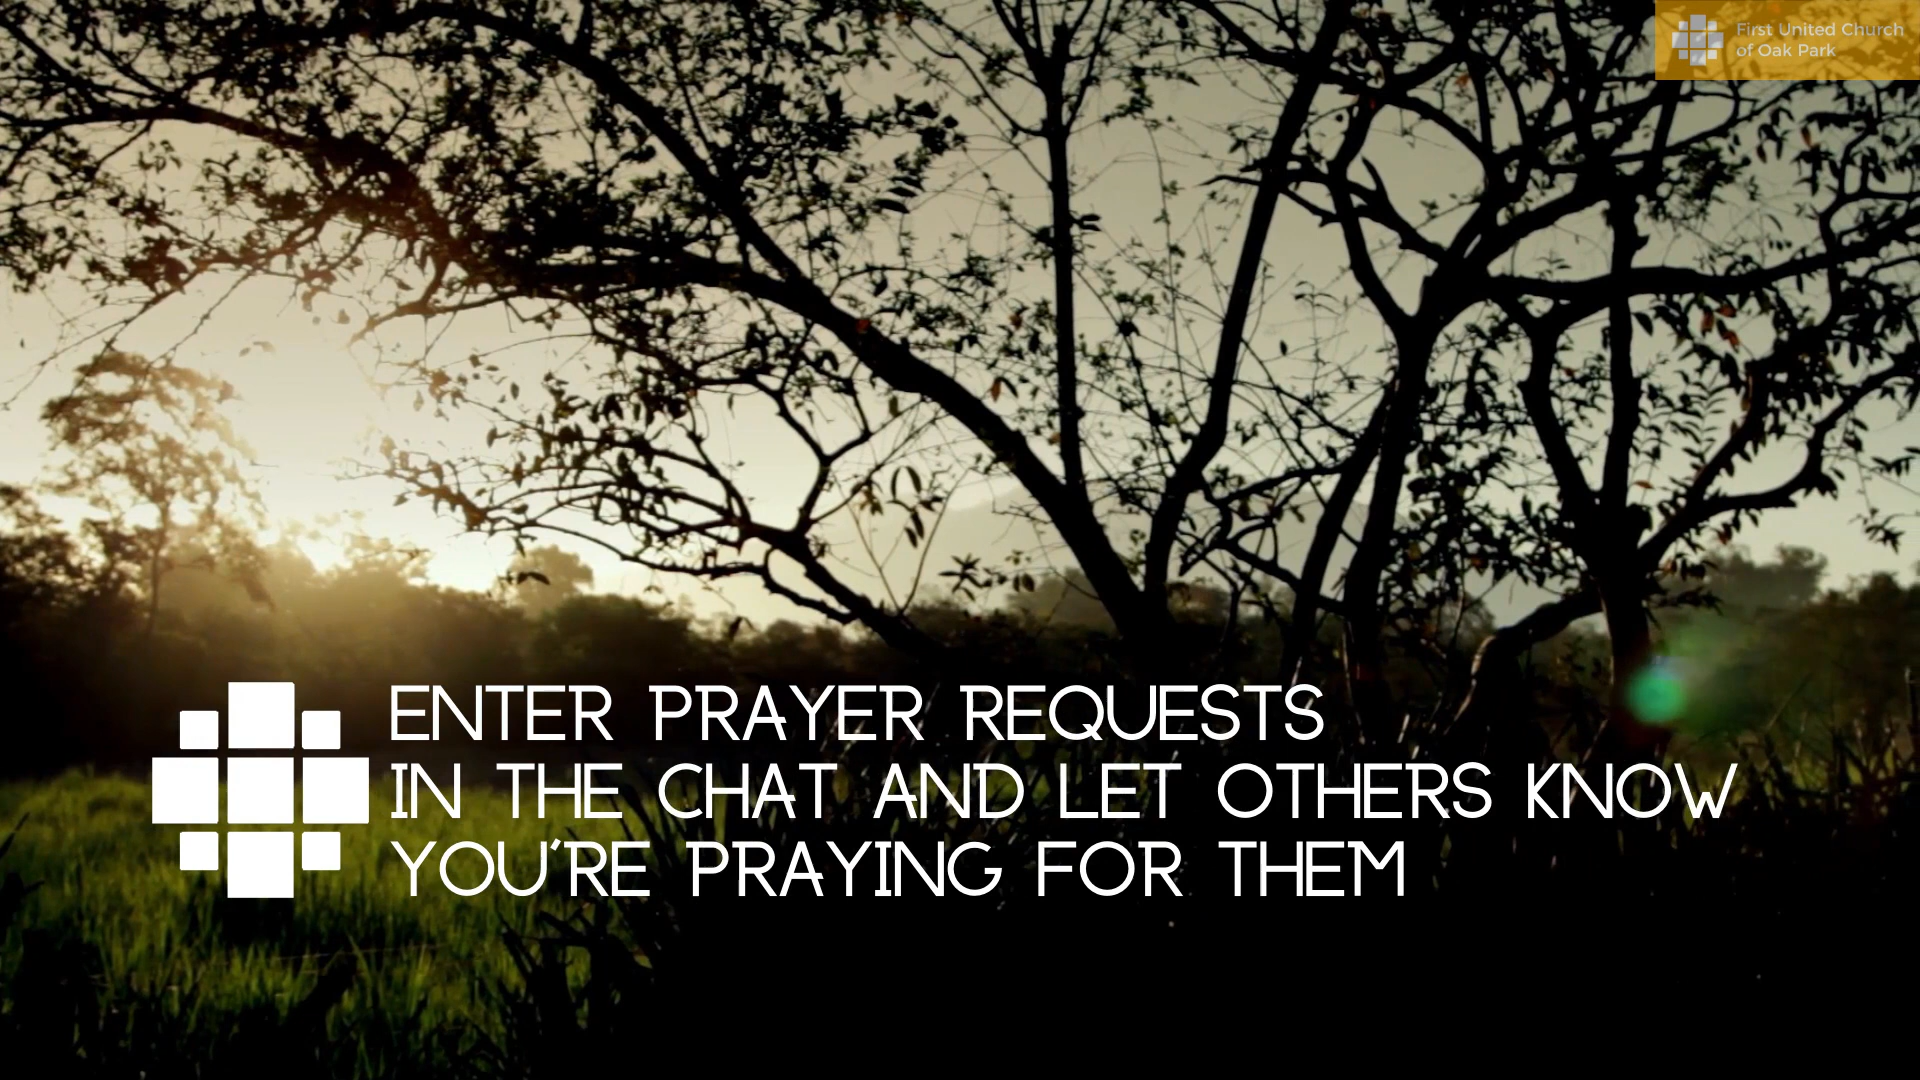 First United Church
of Oak Park
ENTER PRAYER REQUESTS
IN THE CHAT AND LET OTHERS KNOW
YOU'RE PRAYING FOR THEM